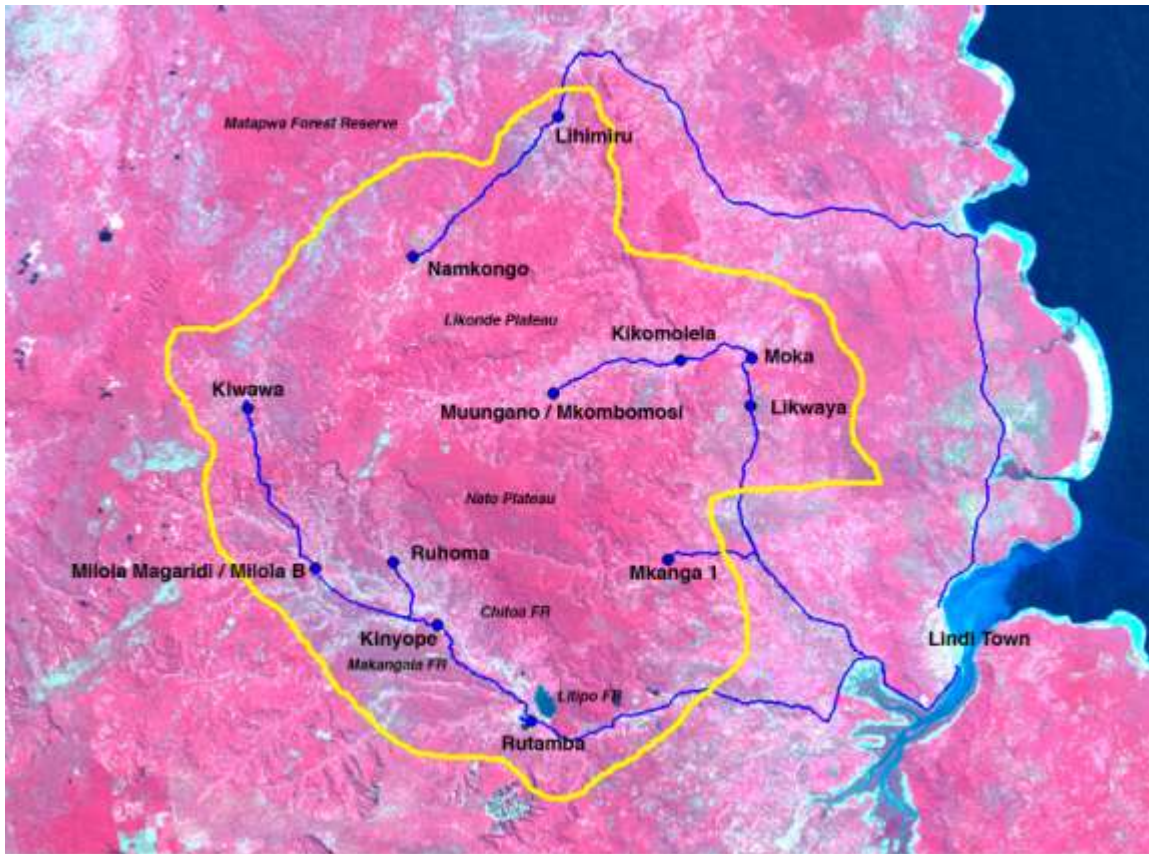 Matapwa Forest Reserve
Lihimiru
Namkongo
Likonde Plateau
Kikomolela
Moka
Kiwawa
Muungano / Mkombomosi
Likwaya
Noto Plateau
Ruhoma
Milola Magaridi / Milola B
Mkanga 1
Chitoa FR
Kinyope
Lindi Town
Makangala FR
Litipo FR
Rutamba